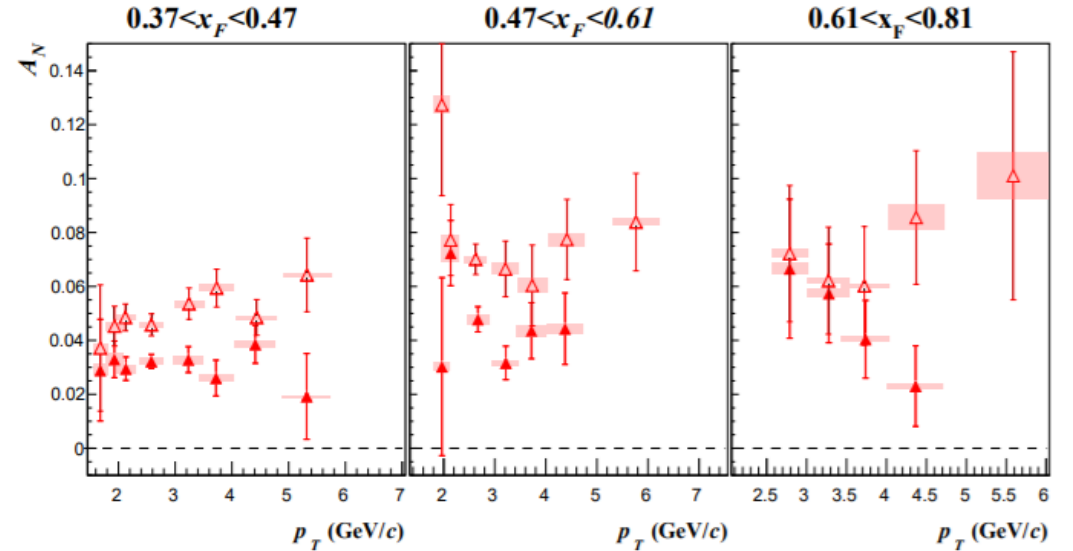 0.37<x_F<0.47
0.47<x_F<0.61
0.61<x_F<0.81
A_N
0.14
0.12
0.1
0.08
0.06
0.04
0.02
0
2 3 4 5 6 7
2 3 4 5 6 7
2.5 3 3.5 4 4.5 5 5.5 6
p_T (GeV/c)
p_T (GeV/c)
p_T (GeV/c)